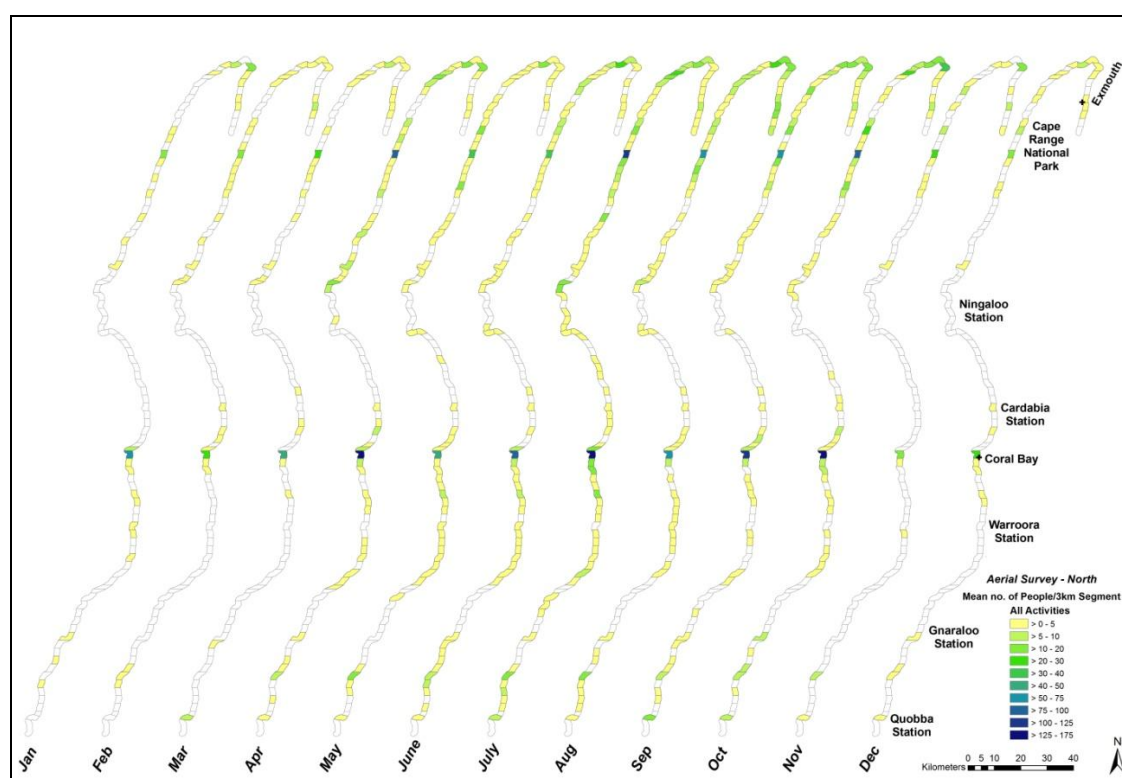 Exmouth
Cape
Range
National
Park
Ningaloo
Station
Cardabia
Station
Coral Bay
Warroora
Station
Aerial Survey - North
Mean no. of People/3km Segment
All Activities
> 0 - 5
> 5 - 10
> 10 - 20
> 20 - 30
> 30 - 40
> 40 - 50
> 50 - 75
> 75 - 100
> 100 - 125
> 125 - 175
Gnaraloo
Station
Quobba
Station
Jan
Feb
Mar
Apr
May
June
July
Aug
Sep
Oct
Nov
Dec
N
Kilometers 0 5 10 20 30 40